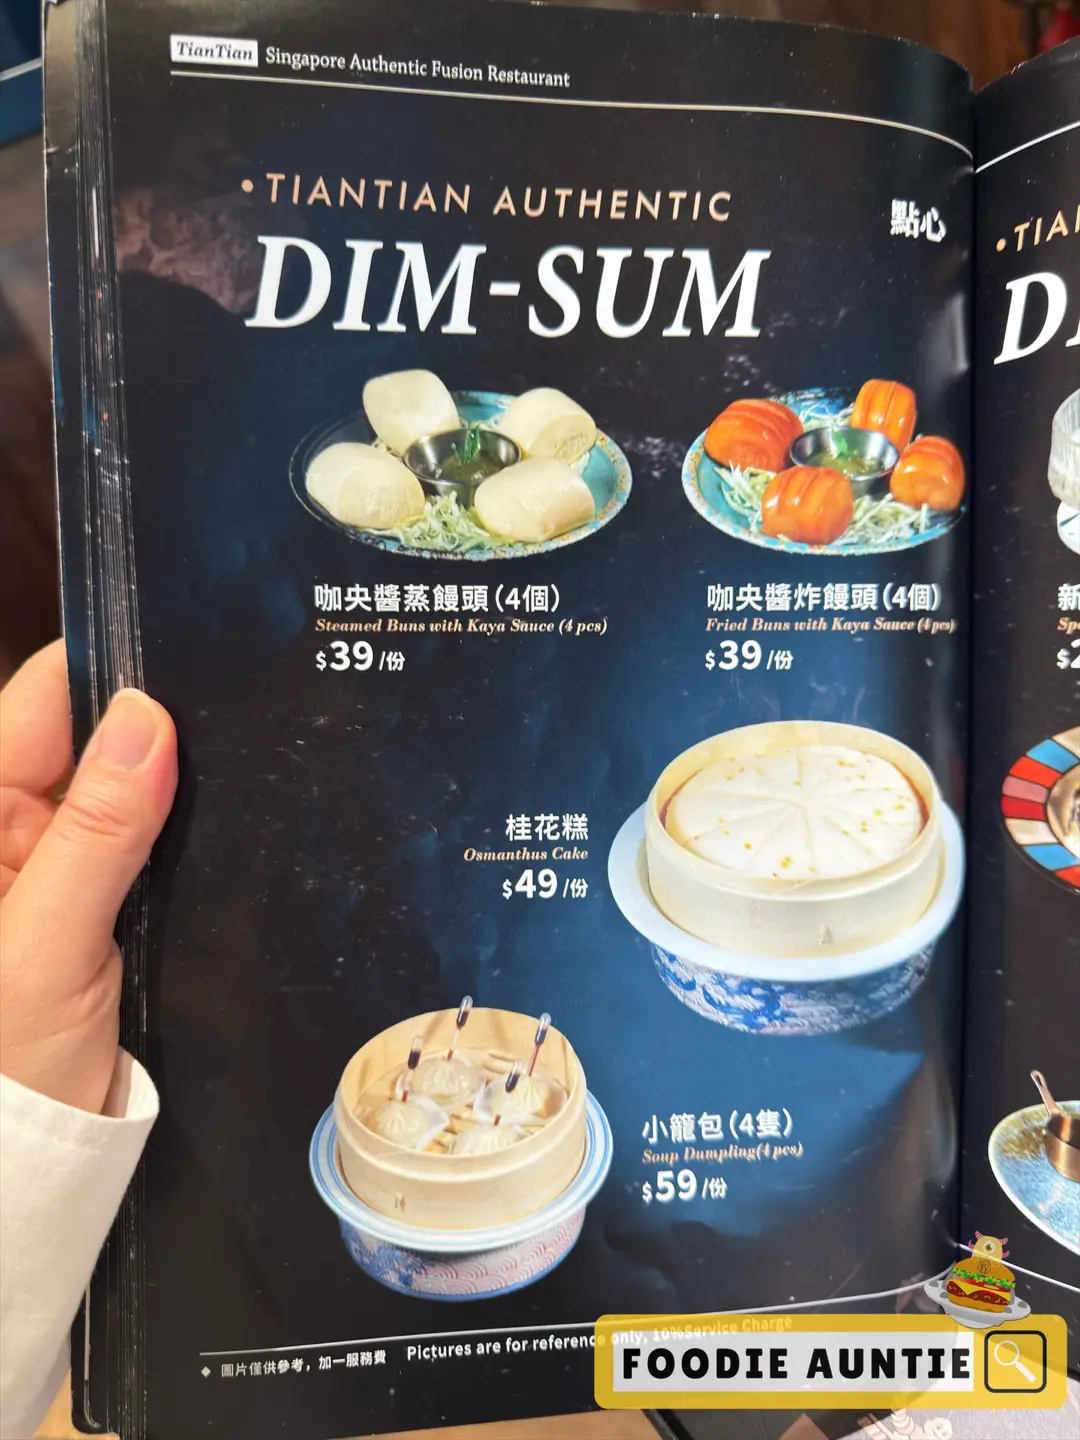 TianTian Singapore Authentic Fusion Restaurant
•TIANTIAN AUTHENTIC
點心
DIM-SUM
咖央醬蒸饅頭(4個)
Steamed Buns with Kaya Sauce (4 pcs)
$39/份
咖央醬炸饅頭(4個)
Fried Buns with Kaya Sauce (4 pcs)
$39/份
桂花糕
Osmanthus Cake
$49/份
小籠包(4隻)
Soup Dumpling(4 pcs)
$59/份
◆ 圖片僅供參考，加一服務費 Pictures are for reference only, 10%Service Charge
•TIA
D
新
Sp
$2
FOODIE AUNTIE